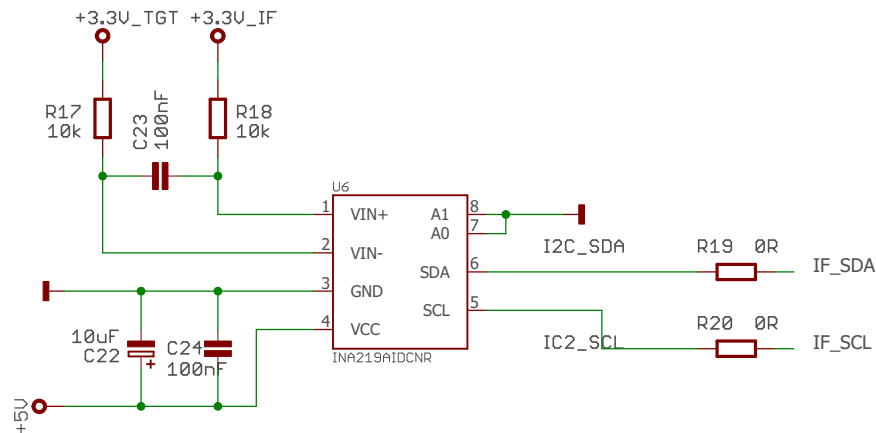 +3.3V_TGT
+3.3V_IF
R17
10k
C23
100nF
R18
10k
U6
1
VIN+
A1
8
A0
7
2
VIN-
I2C_SDA
R19
0R
SDA
6
IF_SDA
3
GND
SCL
5
4
VCC
R20
0R
IC2_SCL
IF_SCL
10uF
C22
+
C24
100nF
INA219AIDCNR
+5V